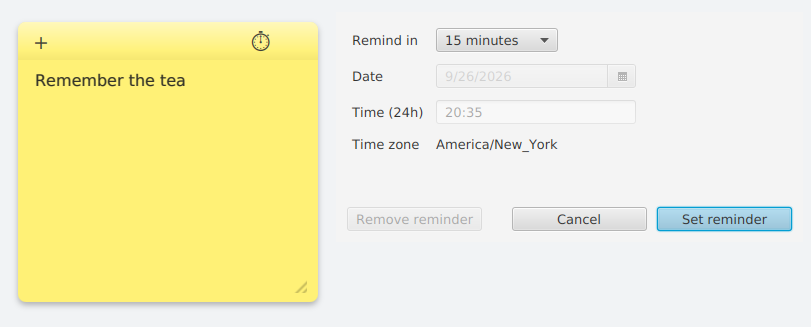 +
Remember the tea
Remind in 15 minutes
Date 9/26/2026
Time (24h) 20:35
Time zone America/New_York
Remove reminder Cancel Set reminder